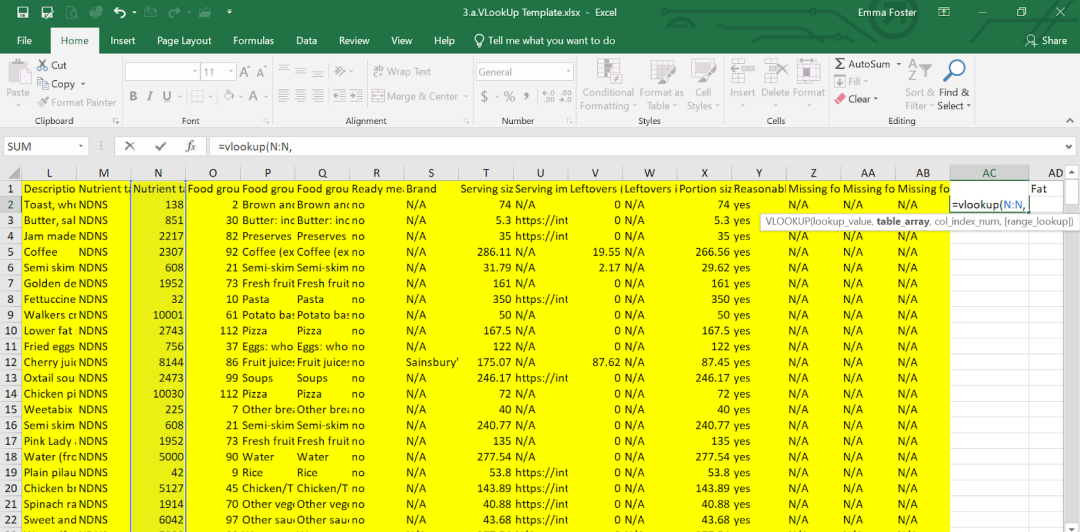 3.a.VLookUp Template.xlsx - Excel Emma Foster
File Home Insert Page Layout Formulas Data Review View Help Tell me what you want to do Share
Cut AutoSum
Paste Copy 11 A A Wrap Text General Conditional Format as Cell Insert Delete Format Fill Sort & Find &
Format Painter B I U A Merge & Center $ % , Formatting Table Styles Clear Filter Select
Clipboard Font Alignment Number Styles Cells Editing
SUM fx =vlookup(N:N,
L M N O P Q R S T U V W X Y Z AA AB AC AD
1 Descriptio Nutrient ta Nutrient ta Food grou Food grou Food grou Ready me Brand Serving siz Serving im Leftovers ( Leftovers i Portion siz Reasonabl Missing fo Missing fo Missing fo Fat
2 Toast, who NDNS 138 2 Brown and Brown and no N/A 74 N/A 0 N/A 74 yes N/A N/A N/A =vlookup(N:N,
3 Butter, sal NDNS 851 30 Butter: inc Butter: inc no N/A 5.3 https://int 0 N/A 5.3 yes VLOOKUP(lookup_value, table_array, col_index_num, [range_lookup])
4 Jam made NDNS 2217 82 Preserves Preserves no N/A 35 https://int 0 N/A 35 yes N/A N/A N/A
5 Coffee NDNS 2307 92 Coffee (ex Coffee (ex no N/A 286.11 N/A 19.55 N/A 266.56 yes N/A N/A N/A
6 Semi skim NDNS 608 21 Semi-skim Semi-skim no N/A 31.79 N/A 2.17 N/A 29.62 yes N/A N/A N/A
7 Golden de NDNS 1952 73 Fresh fruit Fresh fruit no N/A 161 N/A 0 N/A 161 yes N/A N/A N/A
8 Fettuccine NDNS 32 10 Pasta Pasta no N/A 350 https://int 0 N/A 350 yes N/A N/A N/A
9 Walkers cr NDNS 10001 61 Potato bas Potato bas no N/A 50 N/A 0 N/A 50 yes N/A N/A N/A
10 Lower fat NDNS 2743 112 Pizza Pizza no N/A 167.5 N/A 0 N/A 167.5 yes N/A N/A N/A
11 Fried eggs NDNS 756 37 Eggs: who Eggs: who no N/A 122 N/A 0 N/A 122 yes N/A N/A N/A
12 Cherry juic NDNS 8144 86 Fruit juice: Fruit juice: no Sainsbury' 175.07 N/A 87.62 N/A 87.45 yes N/A N/A N/A
13 Oxtail sou NDNS 2473 99 Soups Soups no N/A 246.17 https://int 0 N/A 246.17 yes N/A N/A N/A
14 Chicken pi NDNS 10030 112 Pizza Pizza no N/A 72 N/A 0 N/A 72 yes N/A N/A N/A
15 Weetabix NDNS 225 7 Other brea Other brea no N/A 40 N/A 0 N/A 40 yes N/A N/A N/A
16 Semi skim NDNS 608 21 Semi-skim Semi-skim no N/A 240.77 N/A 0 N/A 240.77 yes N/A N/A N/A
17 Pink Lady NDNS 1952 73 Fresh fruit Fresh fruit no N/A 135 N/A 0 N/A 135 yes N/A N/A N/A
18 Water (fro NDNS 5000 90 Water Water no N/A 277.54 N/A 0 N/A 277.54 yes N/A N/A N/A
19 Plain pilau NDNS 42 9 Rice Rice no N/A 53.8 https://int 0 N/A 53.8 yes N/A N/A N/A
20 Chicken br NDNS 5127 45 Chicken/T Chicken/T no N/A 143.89 https://int 0 N/A 143.89 yes N/A N/A N/A
21 Spinach ra NDNS 1914 70 Other vege Other vege no N/A 40.88 https://int 0 N/A 40.88 yes N/A N/A N/A
22 Sweet and NDNS 6042 97 Other sauc Other sauc no N/A 43.68 https://int 0 N/A 43.68 yes N/A N/A N/A